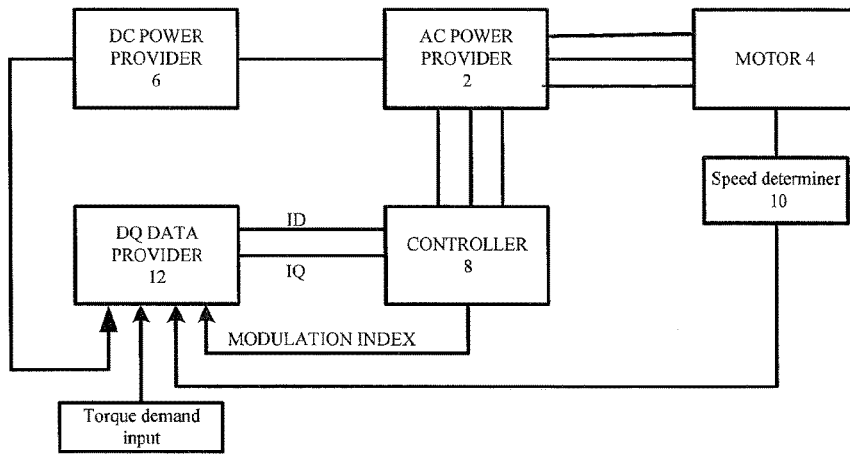 DC POWER
PROVIDER
6
AC POWER
PROVIDER
2
MOTOR 4
Speed determiner
10
DQ DATA
PROVIDER
12
ID
IQ
CONTROLLER
8
MODULATION INDEX
Torque demand
input